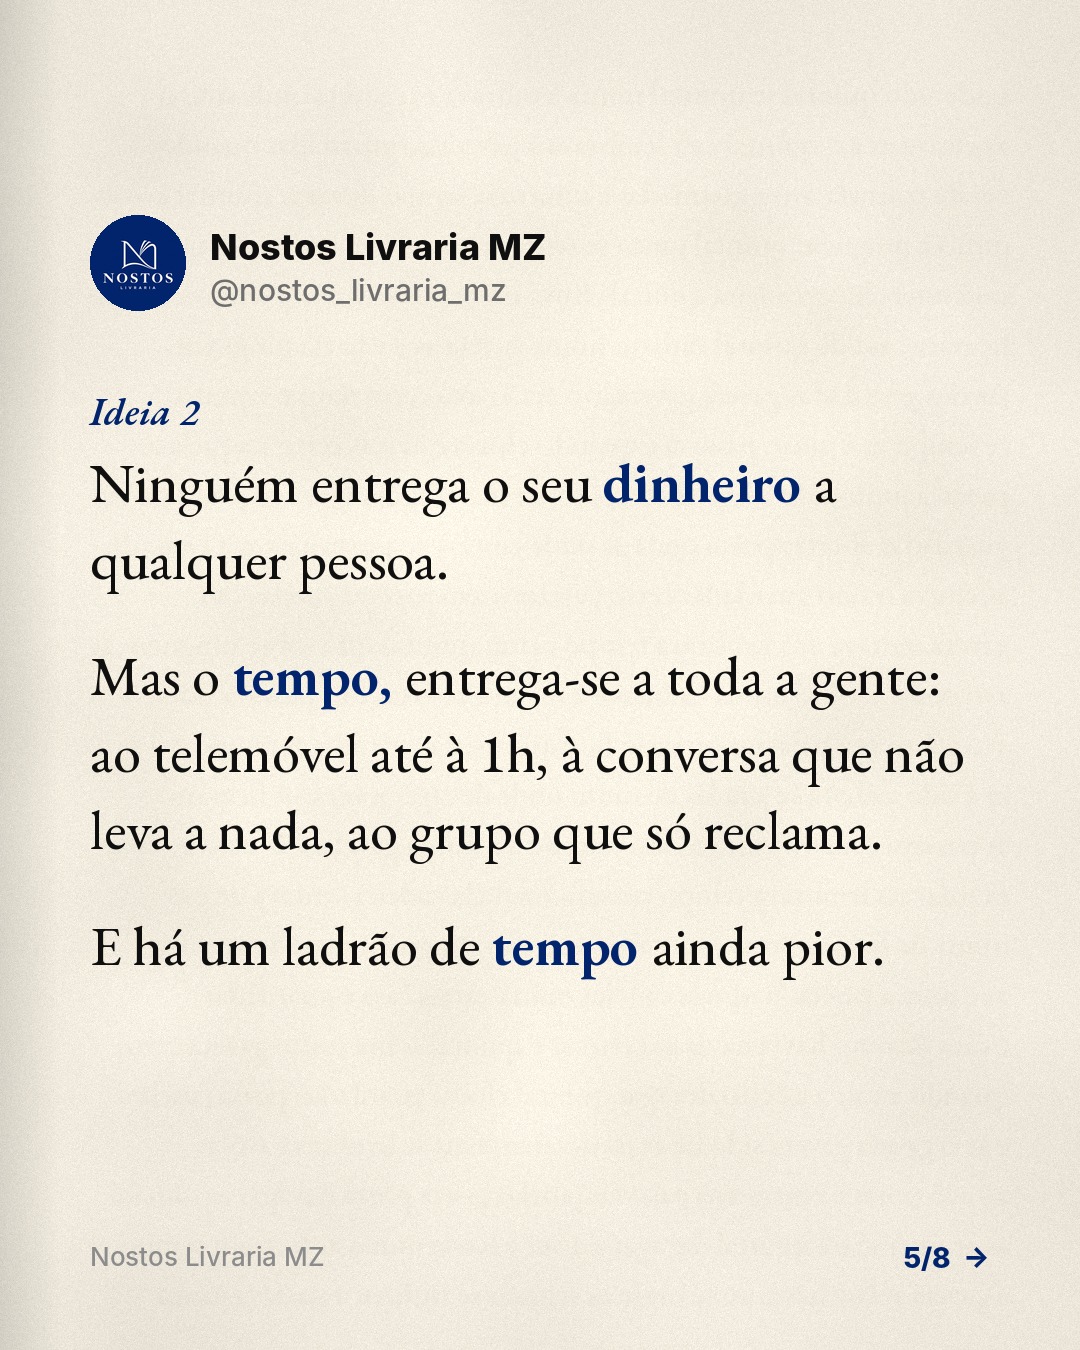 NOSTOS
LIVRARIA
Nostos Livraria MZ
@nostos_livraria_mz
Ideia 2
Ninguém entrega o seu dinheiro a
qualquer pessoa.
Mas o tempo, entrega-se a toda a gente:
ao telemóvel até à 1h, à conversa que não
leva a nada, ao grupo que só reclama.
E há um ladrão de tempo ainda pior.
Nostos Livraria MZ
5/8 →